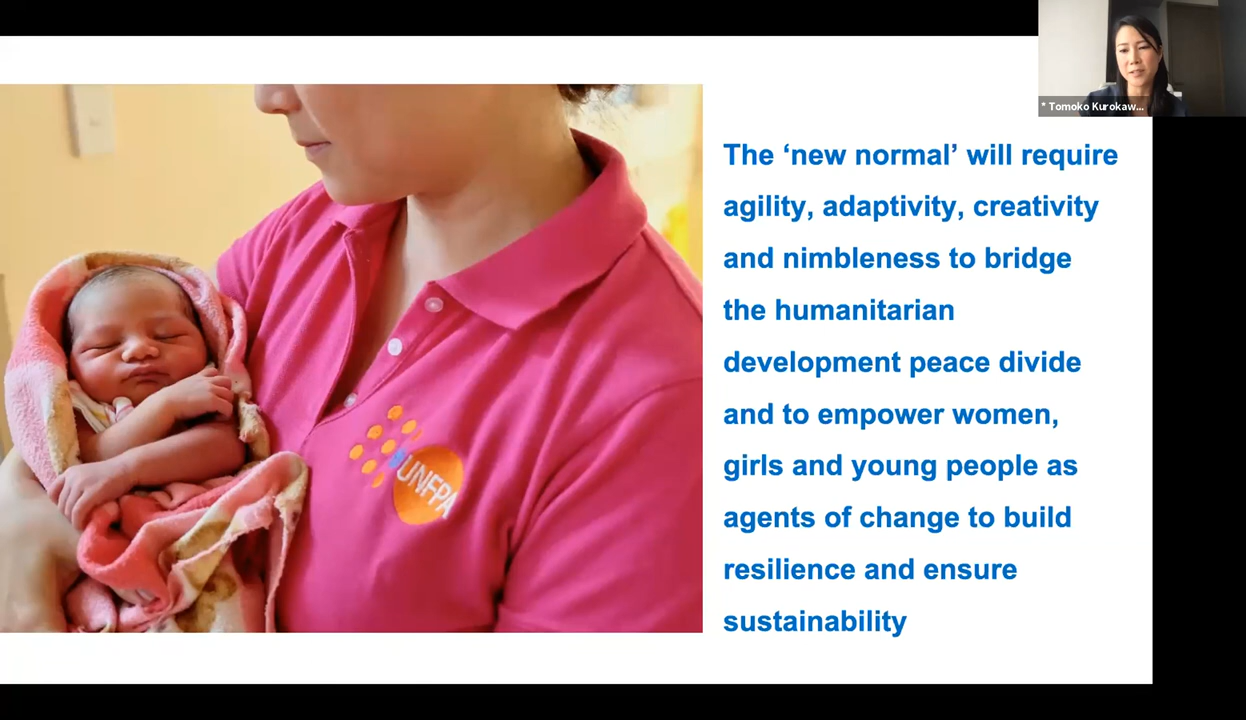 * Tomoko Kurokaw...
The ‘new normal’ will require
agility, adaptivity, creativity
and nimbleness to bridge
the humanitarian
development peace divide
and to empower women,
girls and young people as
agents of change to build
resilience and ensure
sustainability
UNFPA